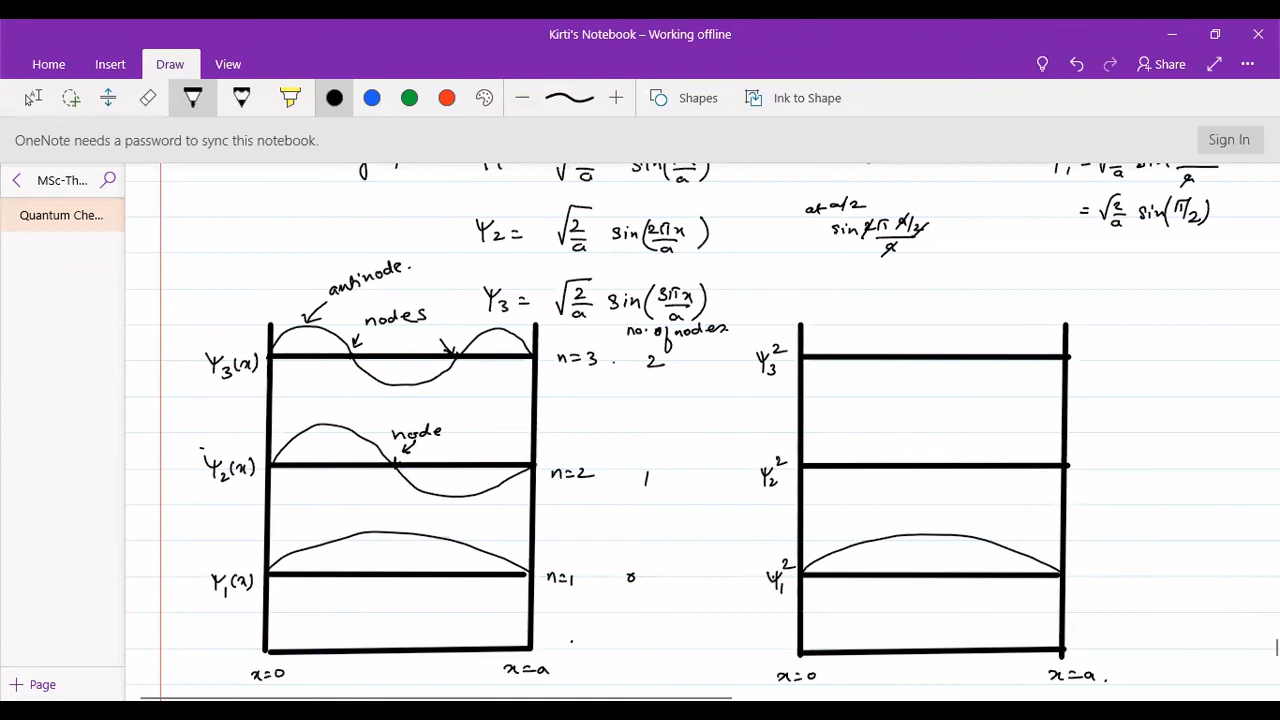 Kirti's Notebook – Working offline
Home Insert Draw View
Share
Shapes Ink to Shape
OneNote needs a password to sync this notebook.
Sign In
MSc-Th...
Quantum Che...
Page
= √2/a sin(π/2)
at a/2
sin 2π a/2 / a
ψ2 = √2/a sin(2πx/a)
antinode.
ψ3 = √2/a sin(3πx/a)
nodes
no. of nodes
ψ3(x) n=3 . 2
ψ3²
node
ψ2(x) n=2 1
ψ2²
ψ1(x) n=1 0
ψ1²
x=0 x=a
x=0 x=a.